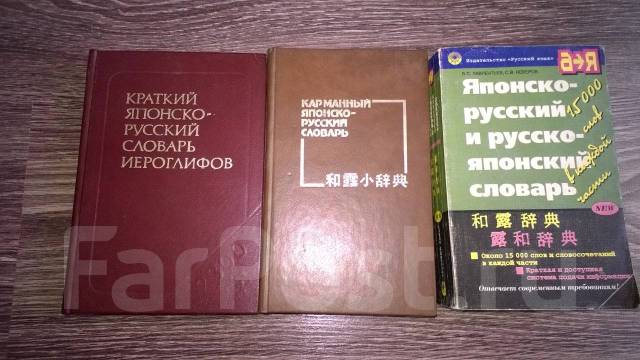 КРАТКИЙ
ЯПОНСКО-
РУССКИЙ
СЛОВАРЬ
ИЕРОГЛИФОВ
КАРМАННЫЙ
ЯПОНСКО-
РУССКИЙ
СЛОВАРЬ
和露小辞典
Издательство «Русский язык»
а→я
Японско-
русский
и русско-
японский
словарь
15 000
слов
в каждой
части
NEW
和露辞典
露和辞典
Около 15 000 слов и словосочетаний
в каждой части
Краткая и доступная
система подачи информации
Отвечает современным требованиям!
FarPost.ru